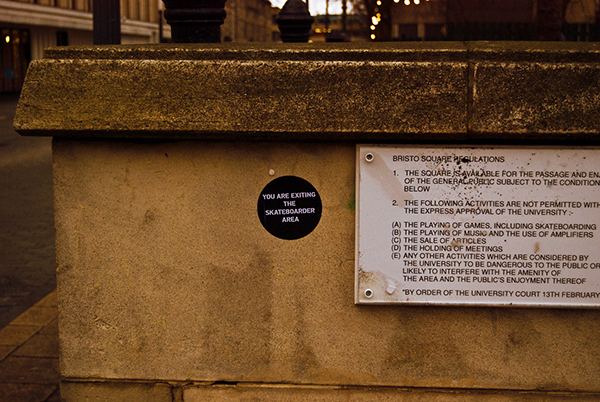 YOU ARE EXITING
THE
SKATEBOARDER
AREA
BRISTO SQUARE REGULATIONS
1. THE SQUARE IS AVAILABLE FOR THE PASSAGE AND
OF THE GENERAL PUBLIC SUBJECT TO THE
BELOW
2. THE FOLLOWING ACTIVITIES ARE NOT PERMITTED
THE EXPRESS APPROVAL OF THE UNIVERSITY :-
(A) THE PLAYING OF GAMES, INCLUDING SKATEBOARDING
(B) THE PLAYING OF MUSIC AND THE USE OF AMPLIFIERS
(C) THE SALE OF ARTICLES
(D) THE HOLDING OF MEETINGS
(E) ANY OTHER ACTIVITIES WHICH ARE CONSIDERED BY
THE UNIVERSITY TO BE DANGEROUS TO THE PUBLIC OR
LIKELY TO INTERFERE WITH THE AMENITY OF
THE AREA AND THE PUBLIC'S ENJOYMENT THEREOF
"BY ORDER OF THE UNIVERSITY COURT 13TH FEBRUARY